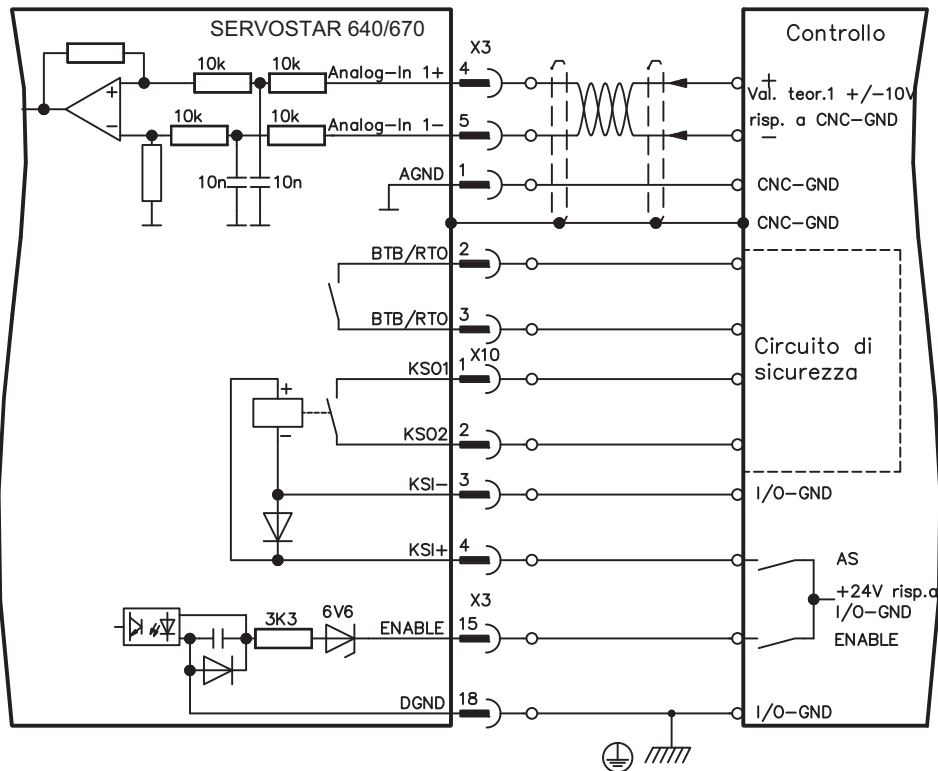 SERVOSTAR 640/670
Controllo
X3
10k
10k
Analog-In 1+
4
+
Val. teor.1 +/-10V
risp. a CNC-GND
+
−
10k
10k
Analog-In 1-
5
−
10n
10n
AGND
1
CNC-GND
CNC-GND
BTB/RTO
2
BTB/RTO
3
Circuito di
sicurezza
X10
KSO1
1
+
−
KSO2
2
KSI-
3
I/O-GND
KSI+
4
AS
+24V risp.a
I/O-GND
X3
3K3
6V6
ENABLE
15
ENABLE
DGND
18
I/O-GND